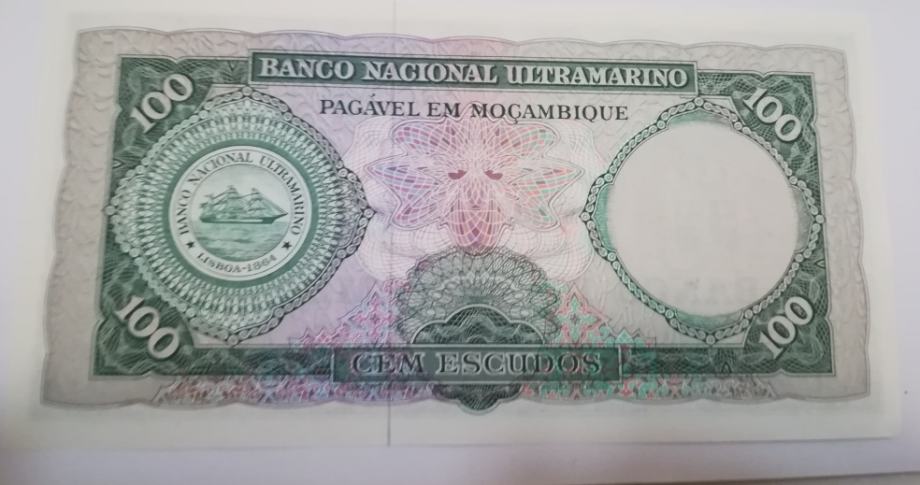 BANCO NACIONAL ULTRAMARINO
PAGÁVEL EM MOÇAMBIQUE
100
100
BANCO NACIONAL ULTRAMARINO
LISBOA-1864
100
100
CEM ESCUDOS